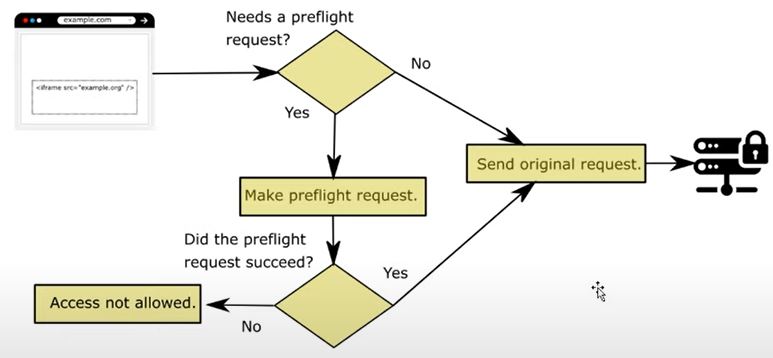 example.com
<iframe src="example.org" />
Needs a preflight
request?
No
Yes
Send original request.
Make preflight request.
Did the preflight
request succeed?
Yes
Access not allowed.
No